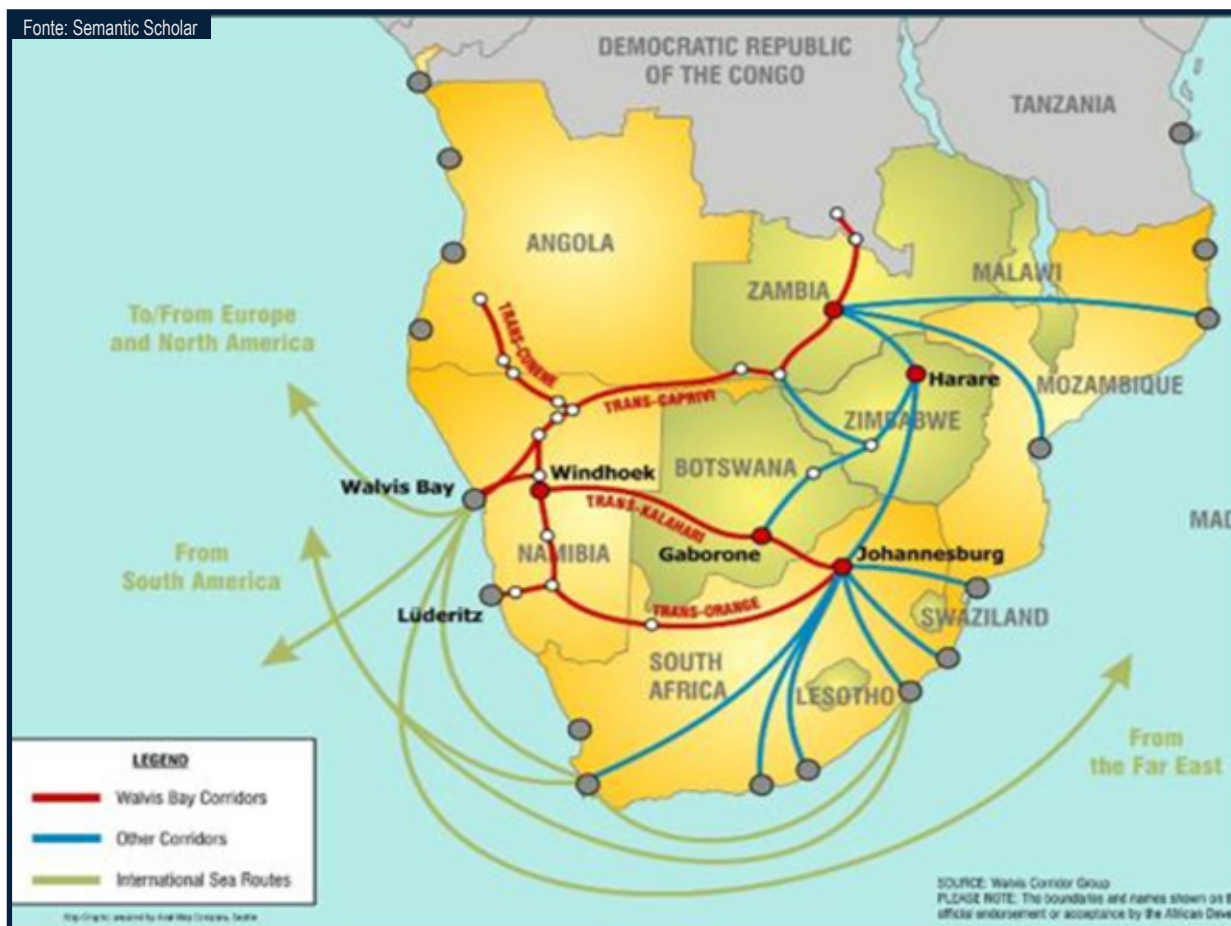 Fonte: Semantic Scholar
DEMOCRATIC REPUBLIC
OF THE CONGO
TANZANIA
ANGOLA
ZAMBIA
MALAWI
To/From Europe
and North America
TRANS-CUNENE
TRANS-CAPRIVI
Harare
MOZAMBIQUE
ZIMBABWE
BOTSWANA
Windhoek
Walvis Bay
TRANS-KALAHARI
MAD
From
South America
NAMIBIA
Gaborone
Johannesburg
Lüderitz
TRANS-ORANGE
SWAZILAND
SOUTH
AFRICA
LESOTHO
From
the Far East
LEGEND
Walvis Bay Corridors
Other Corridors
International Sea Routes
SOURCE: Walvis Corridor Group
PLEASE NOTE: The boundaries and names shown on
official endorsement or acceptance by the African